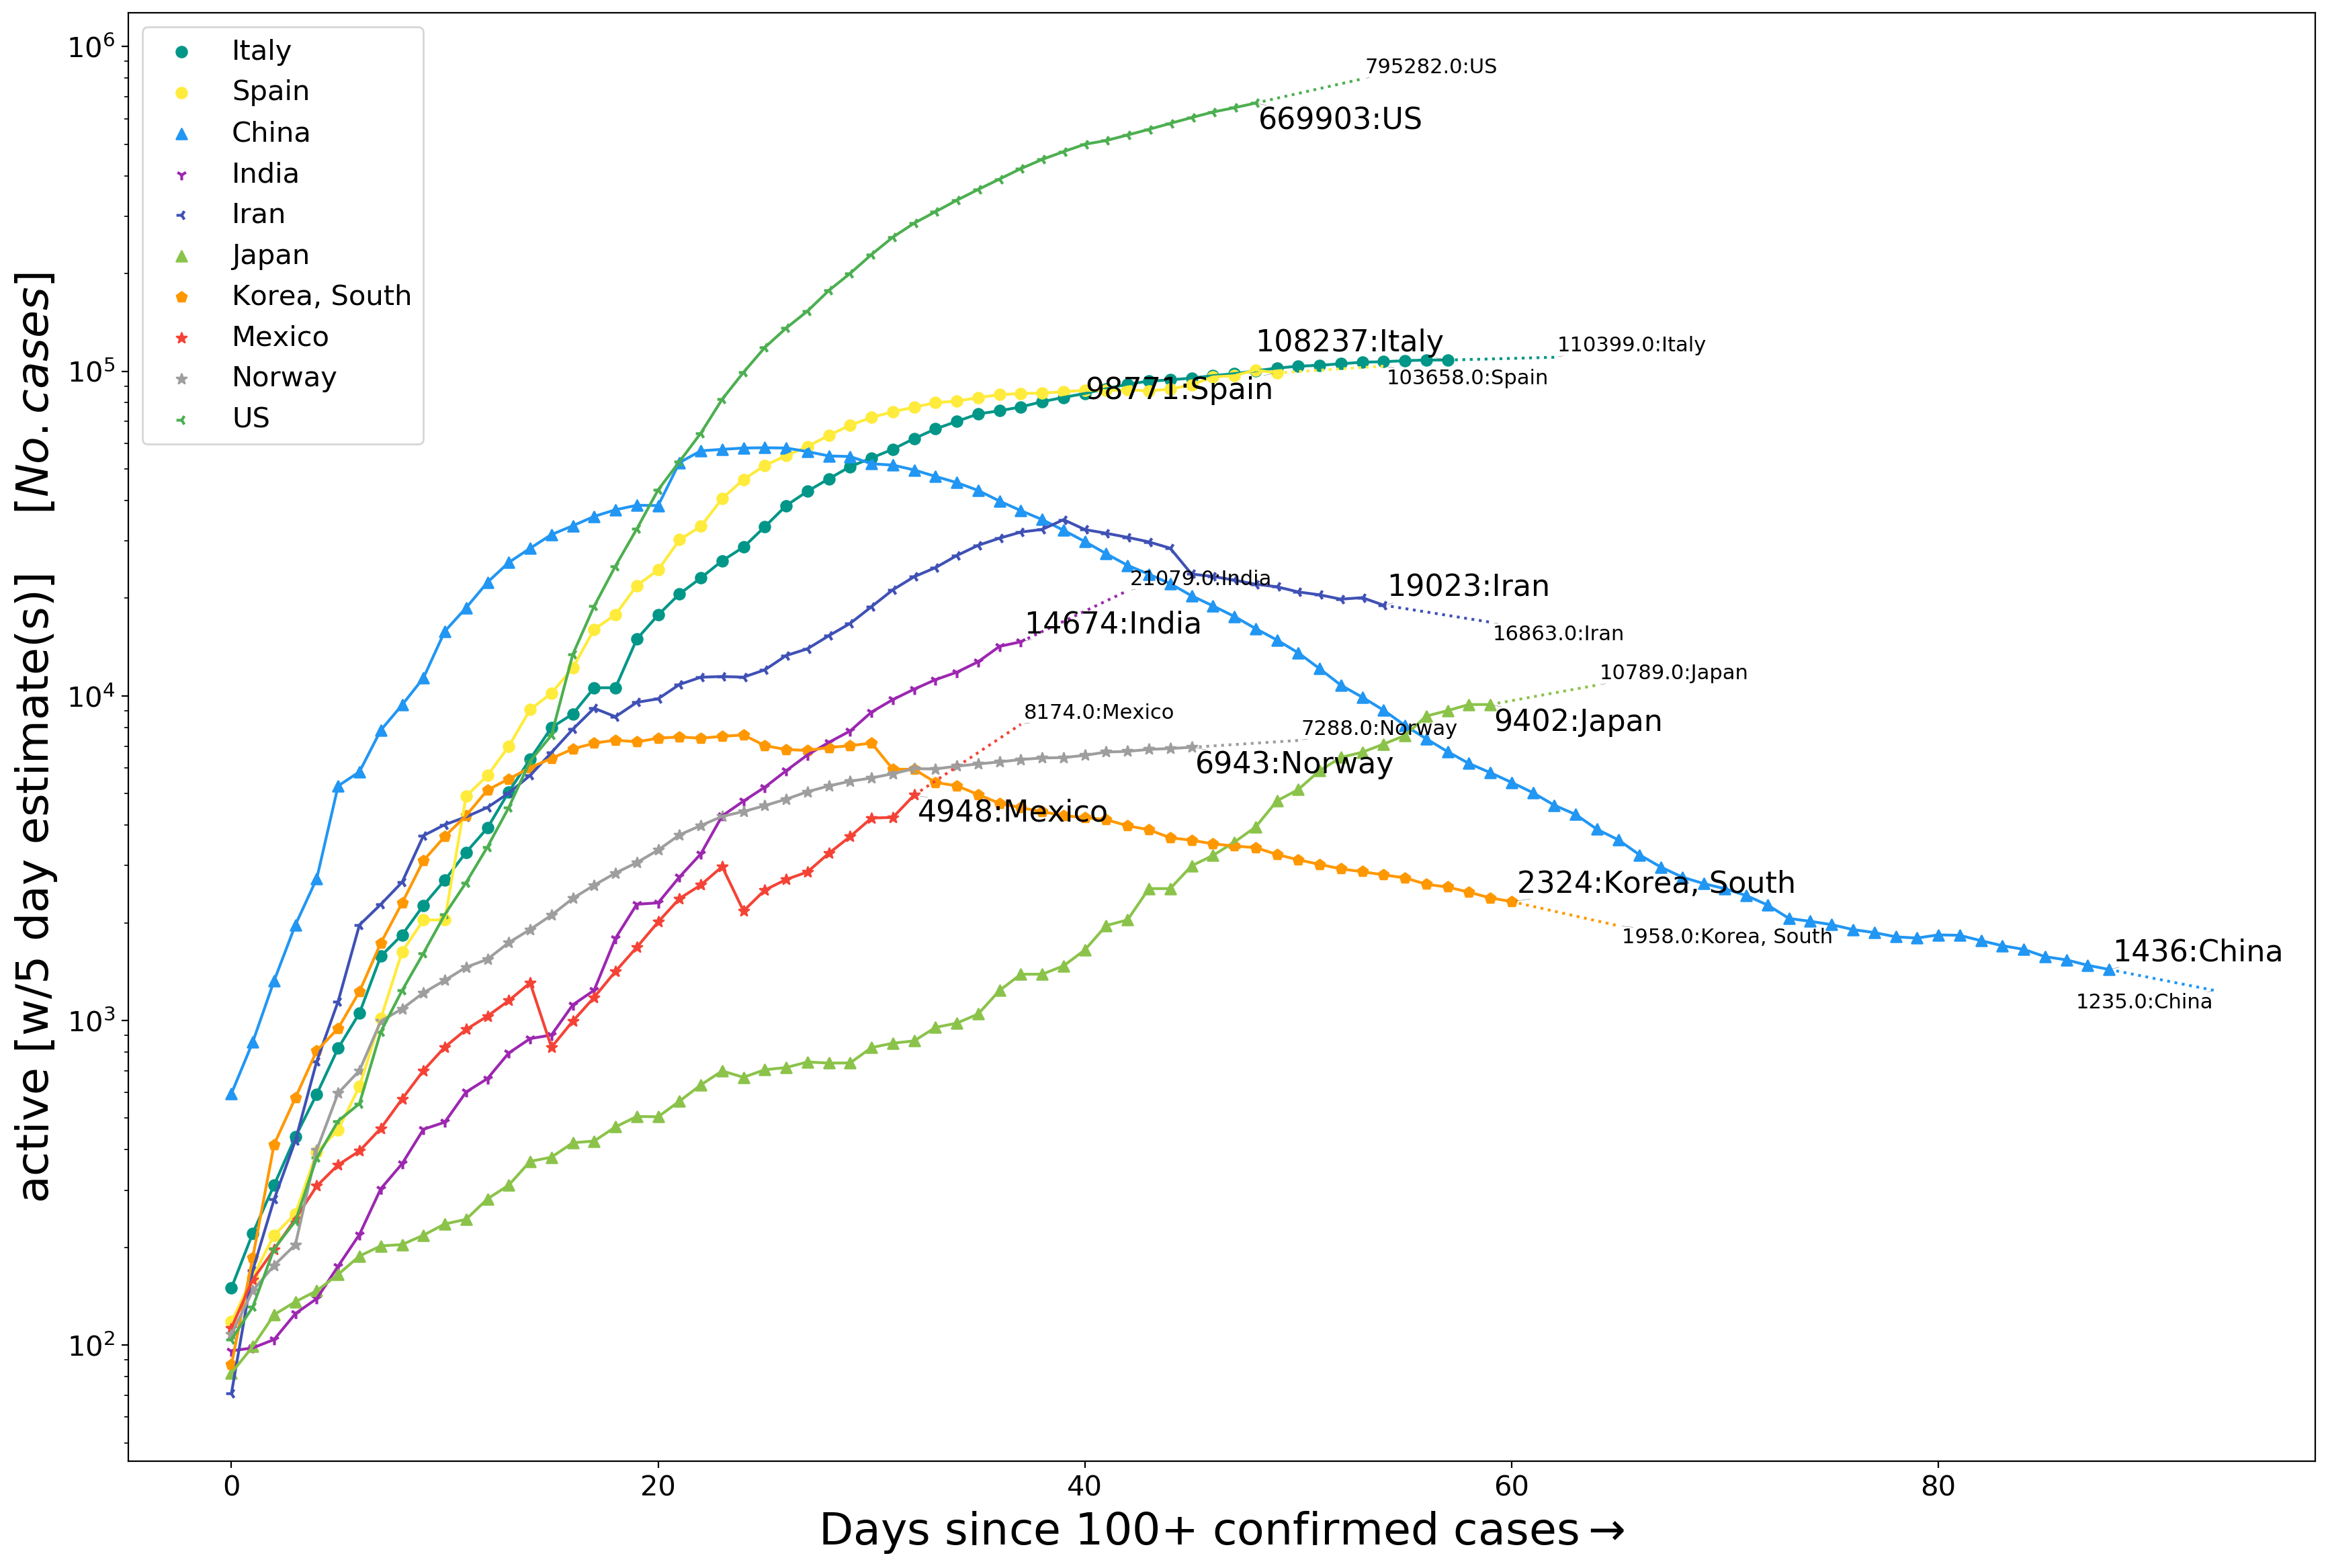 10⁶
10⁵
10⁴
10³
10²
active [w/5 day estimate(s)] [No.cases]
Italy
Spain
China
India
Iran
Japan
Korea, South
Mexico
Norway
US
795282.0:US
669903:US
108237:Italy
110399.0:Italy
98771:Spain
103658.0:Spain
21079.0:India
19023:Iran
14674:India
16863.0:Iran
10789.0:Japan
8174.0:Mexico
7288.0:Norway
9402:Japan
6943:Norway
4948:Mexico
2324:Korea, South
1958.0:Korea, South
1436:China
1235.0:China
0 20 40 60 80
Days since 100+ confirmed cases→